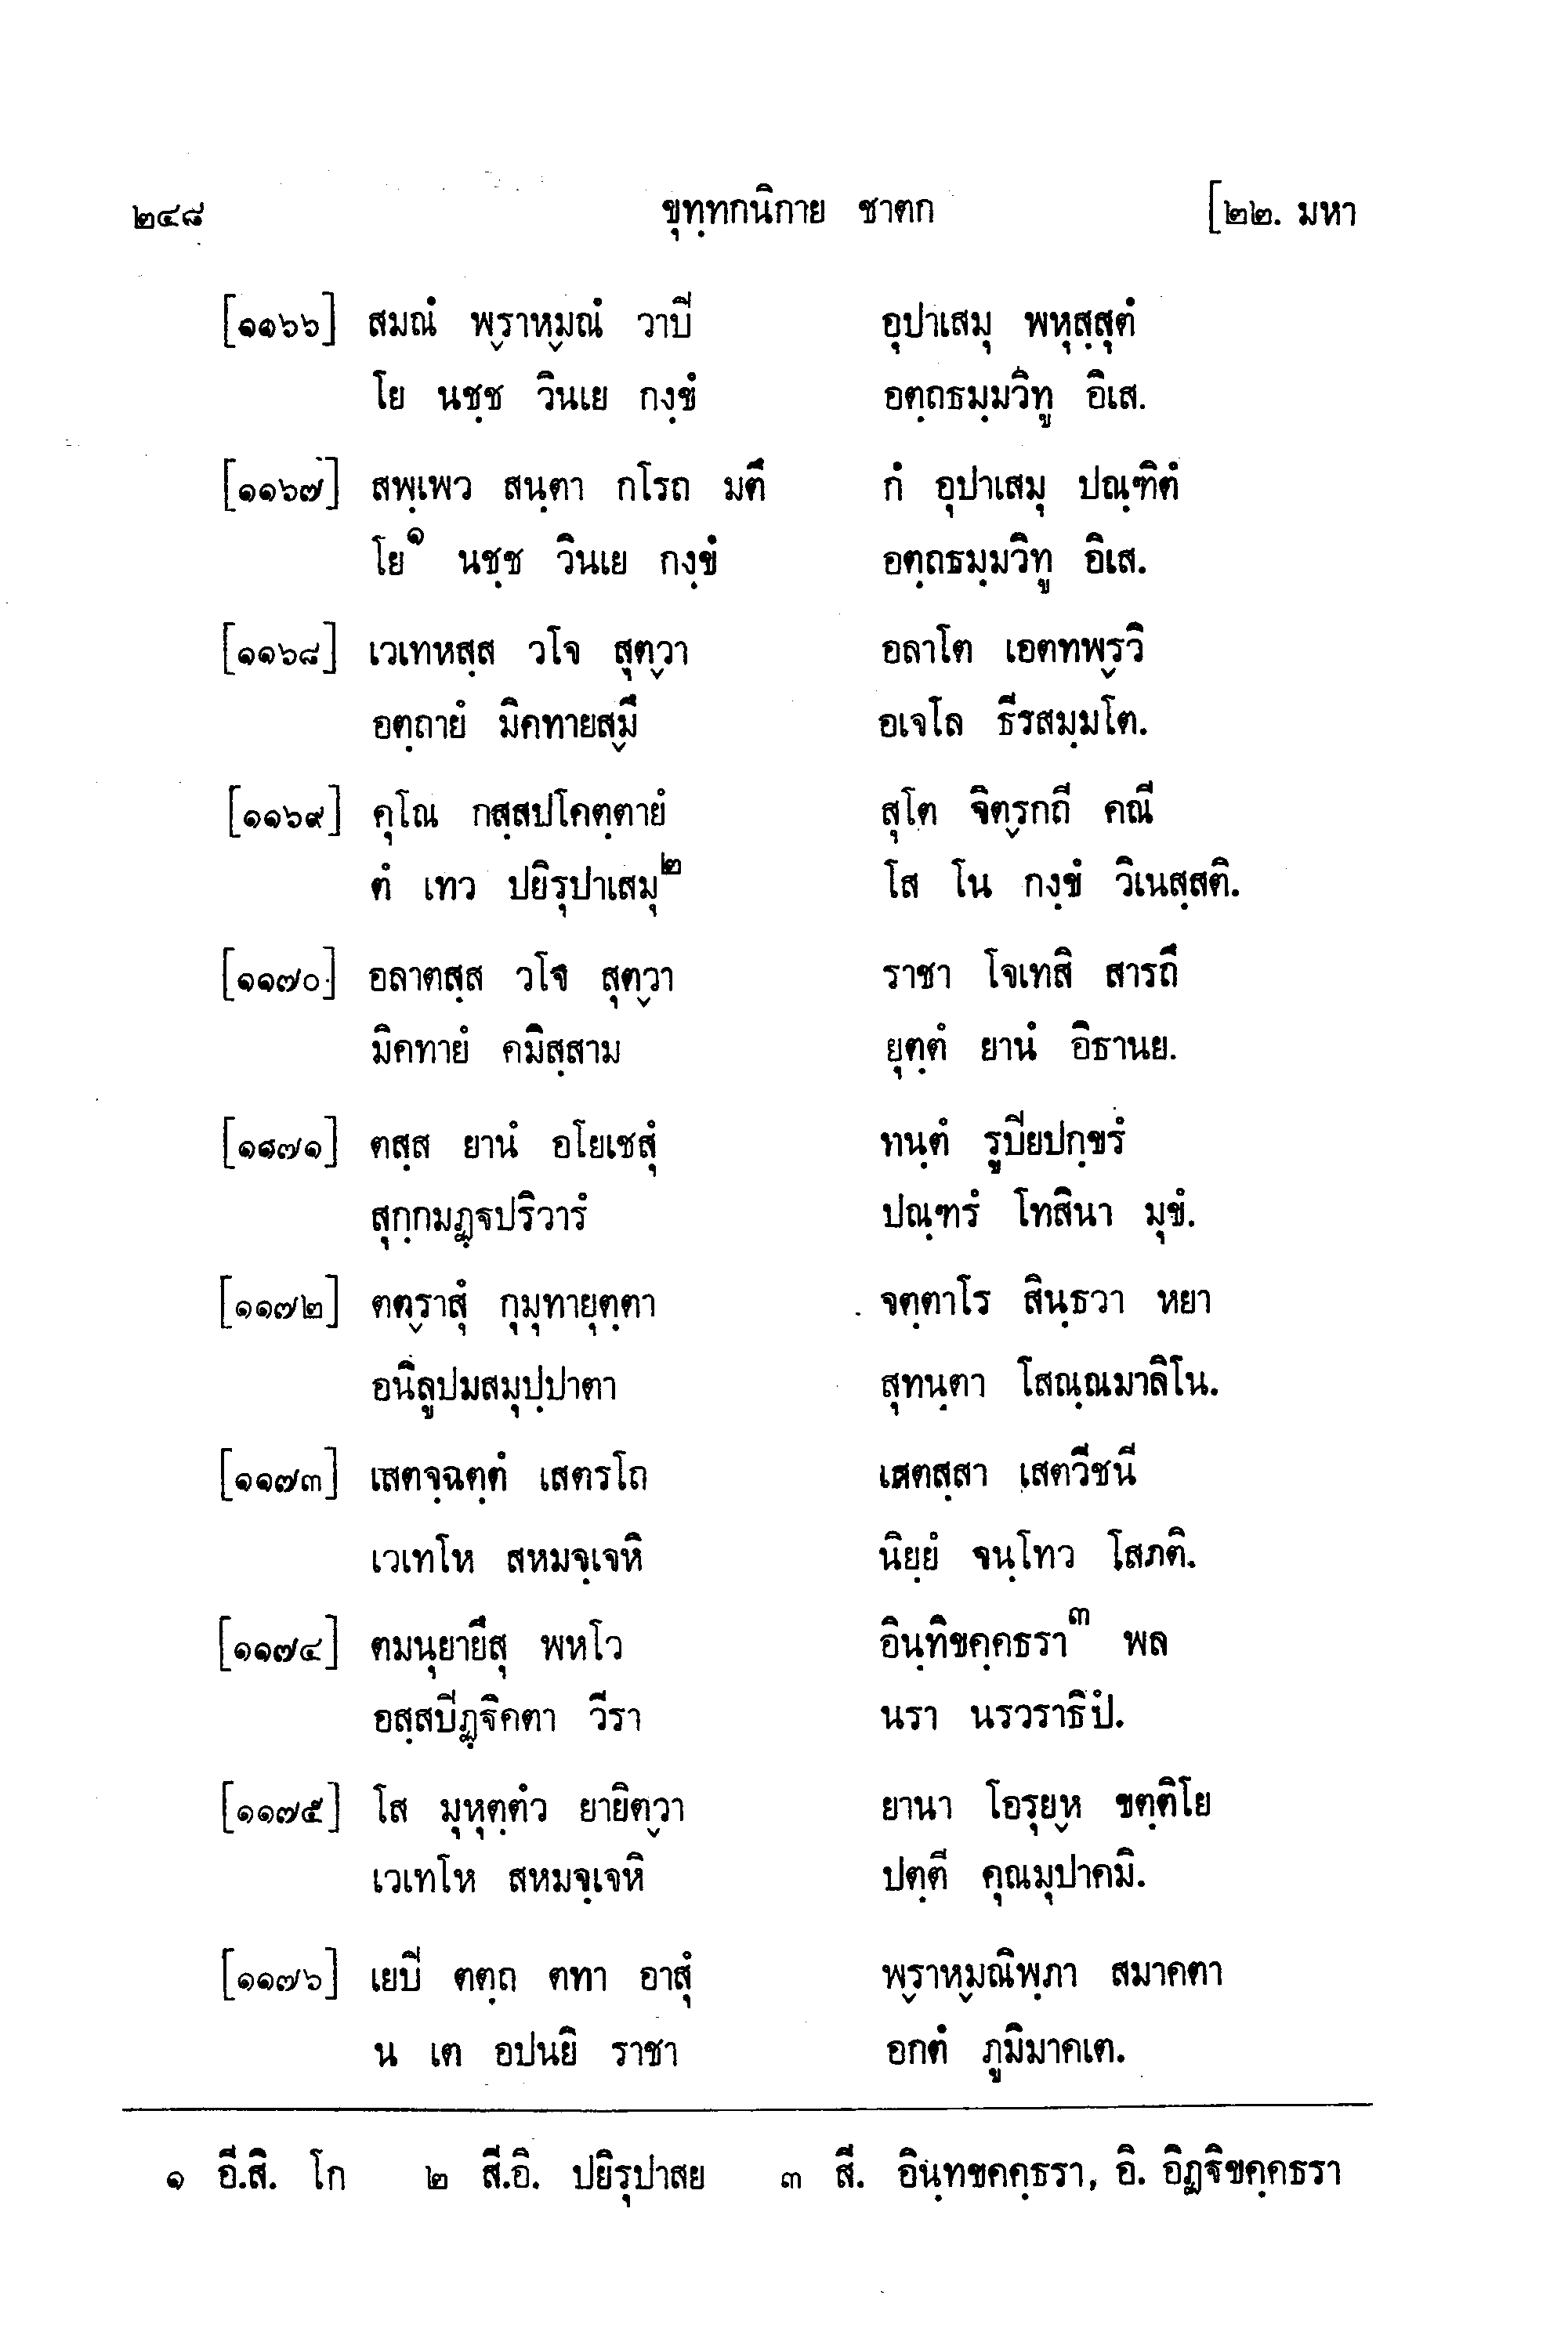 ๒๔๘ ขุทฺทกนิกาย ชาตก [๒๒. มหา
[๑๑๖๖] สมณํ พฺราหฺมณํ วาปิ อุปาเสมุ พหุสฺสุตํ
โย นชฺช วินเย กงฺขํ อตฺถธมฺมวิทู อิเส.
[๑๑๖๗] สพฺเพว สนฺตา กโรถ มตึ กํ อุปาเสมุ ปณฺฑิตํ
โย๑ นชฺช วินเย กงฺขํ อตฺถธมฺมวิทู อิเส.
[๑๑๖๘] เวเทหสฺส วโจ สุตฺวา อลาโต เอตทพฺรวิ
อตฺถายํ มิคทายสฺมึ อเจโล ธีรสมฺมโต.
[๑๑๖๙] คุโณ กสฺสปโคตฺตายํ สุโต จิตฺรกถี คณี
ตํ เทว ปยิรุปาเสมุ๒ โส โน กงฺขํ วิเนสฺสติ.
[๑๑๗๐] อลาตสฺส วโจ สุตฺวา ราชา โจเทสิ สารถึ
มิคทายํ คมิสฺสาม ยุตฺตํ ยานํ อิธานย.
[๑๑๗๑] ตสฺส ยานํ อโยเชสุํ ทนฺตํ รูปิยปกฺขรํ
สุกฺกมฏฺฐปริวารํ ปณฺฑรํ โทสินา มุขํ.
[๑๑๗๒] ตตฺราสุํ กุมุทายุตฺตา จตฺตาโร สินฺธวา หยา
อนิลูปมสมุปฺปาตา สุทนฺตา โสณฺณมาลิโน.
[๑๑๗๓] เสตจฺฉตฺตํ เสตรโถ เสตสฺสา เสตวีชนี
เวเทโห สหมจฺเจหิ นิยฺยํ จนฺโทว โสภติ.
[๑๑๗๔] ตมนุยายึสุ พหโว อินฺทิขคฺคธรา๓ พล
อสฺสปิฏฺฐิคตา วีรา นรา นรวราธิปํ.
[๑๑๗๕] โส มุหุตฺตํว ยายิตฺวา ยานา โอรุยฺห ขตฺติโย
เวเทโห สหมจฺเจหิ ปตฺตี คุณมุปาคมิ.
[๑๑๗๖] เยปิ ตตฺถ ตทา อาสุํ พฺราหฺมณิพฺภา สมาคตา
น เต อปนยิ ราชา อกตํ ภูมิมาคเต.
๑ อี.สิ. โก ๒ สี.อิ. ปยิรุปาสย ๓ สี. อินฺทขคฺคธรา, อิ. อิฏฺฐิขคฺคธรา